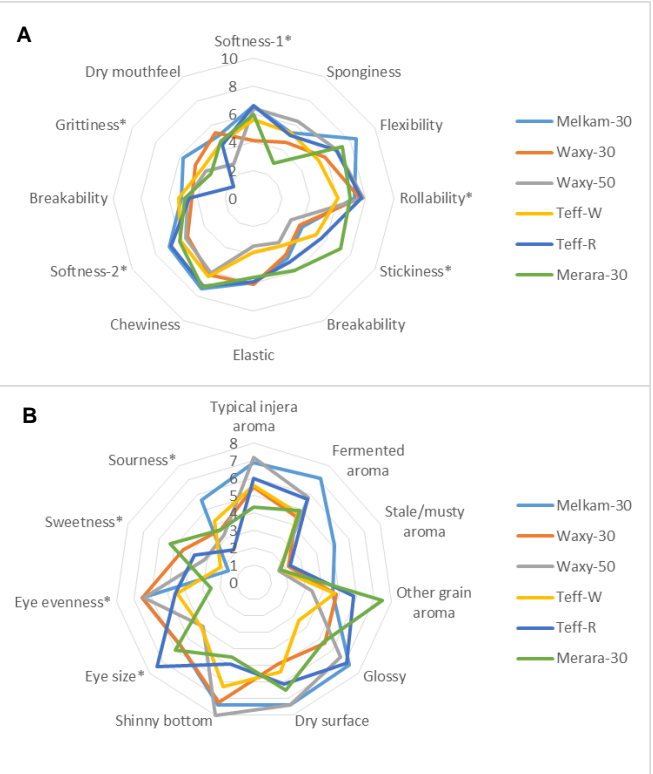 A
Softness-1*
Sponginess
Flexibility
Rollability*
Stickiness*
Breakability
Elastic
Chewiness
Softness-2*
Breakability
Grittiness*
Dry mouthfeel
10
8
6
4
2
0
Melkam-30
Waxy-30
Waxy-50
Teff-W
Teff-R
Merara-30
B
Typical injera
aroma
Fermented
aroma
Stale/musty
aroma
Other grain
aroma
Glossy
Dry surface
Shinny bottom
Eye size*
Eye evenness*
Sweetness*
Sourness*
8
7
6
5
4
3
2
1
0
Melkam-30
Waxy-30
Waxy-50
Teff-W
Teff-R
Merara-30